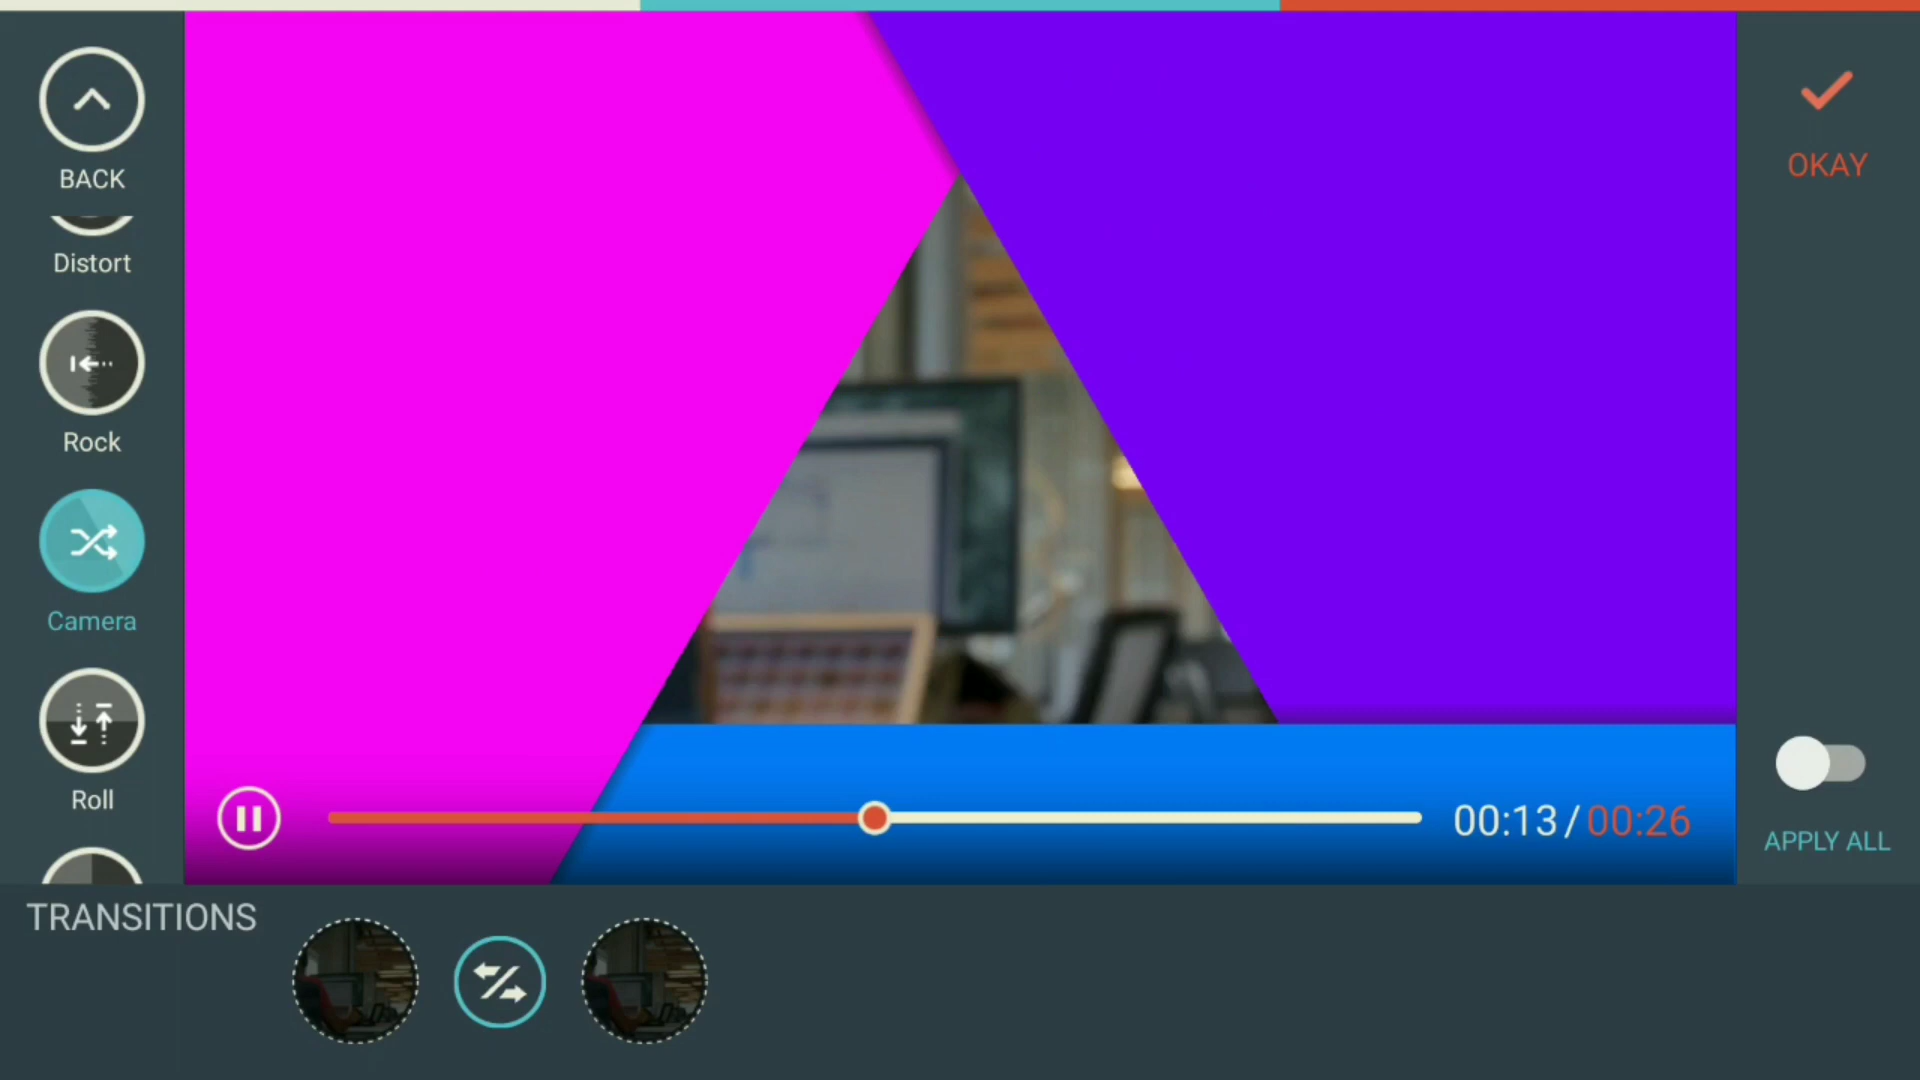 BACK
Distort
Rock
Camera
Roll
OKAY
00:13/00:26
APPLY ALL
TRANSITIONS